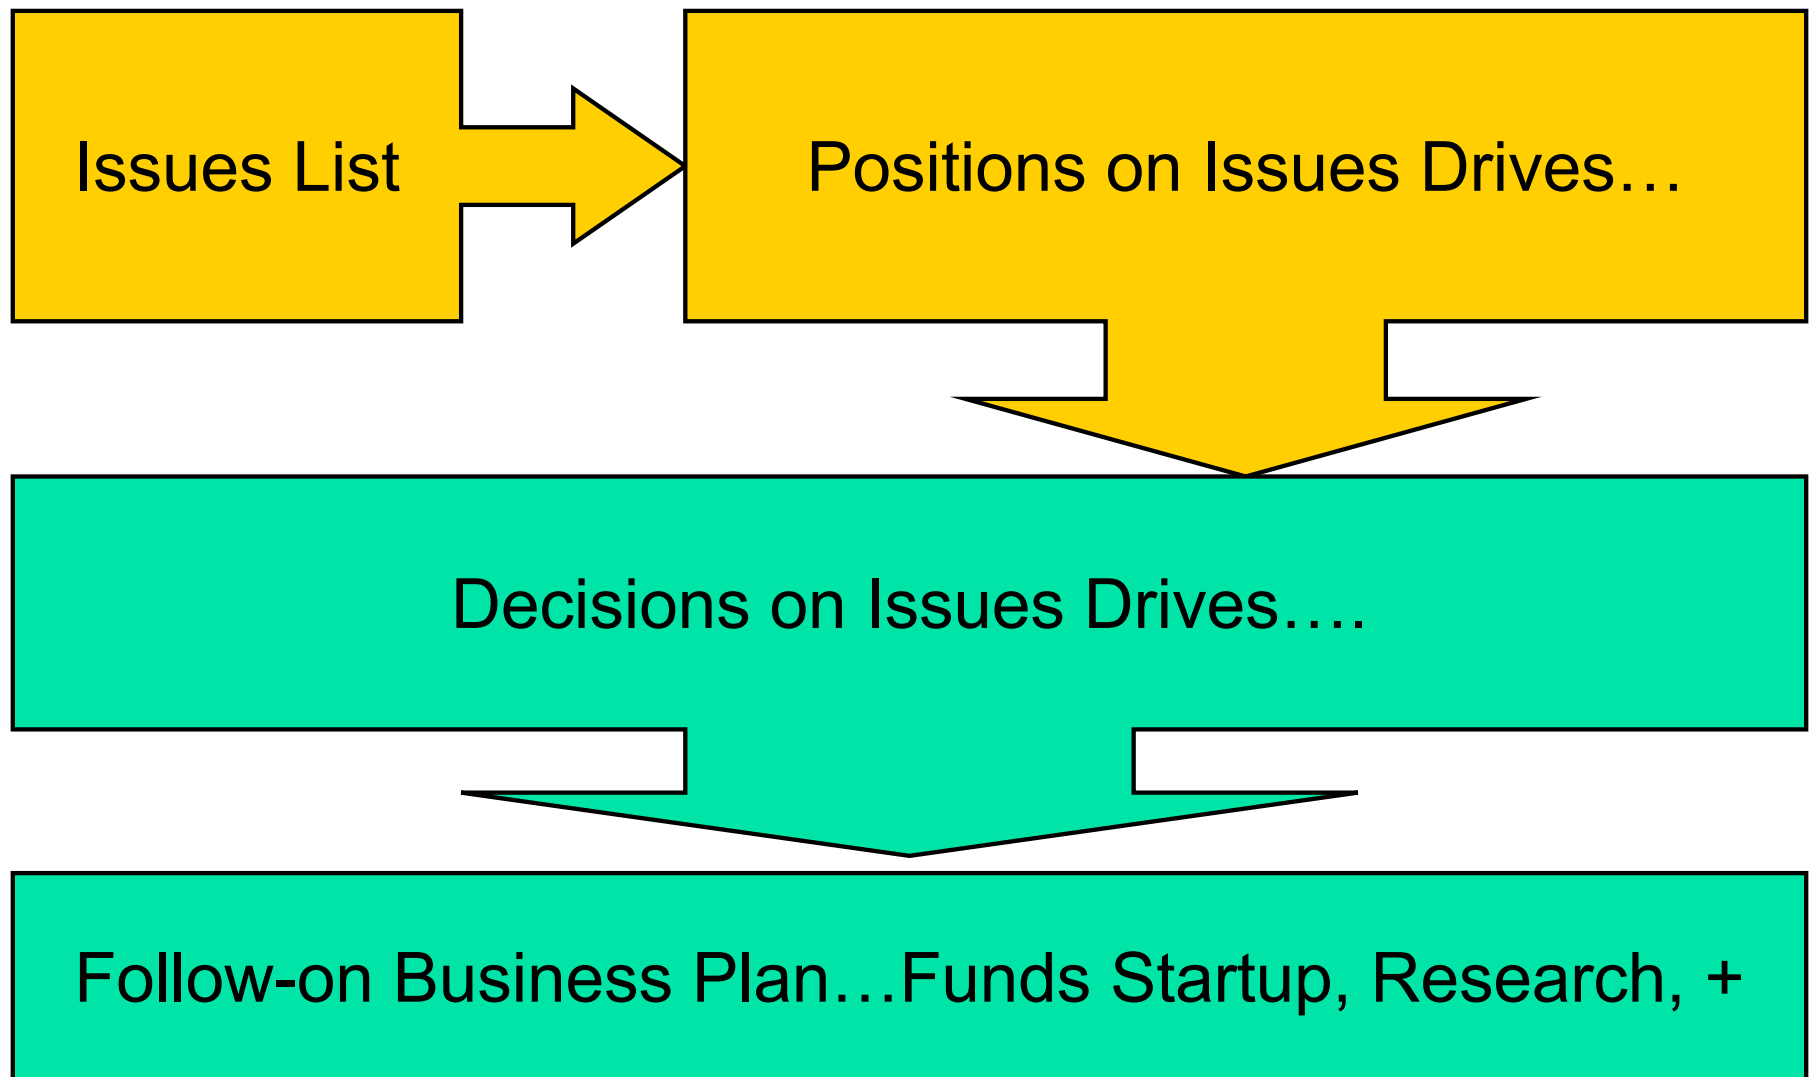 Issues List
Positions on Issues Drives…
Decisions on Issues Drives….
Follow-on Business Plan…Funds Startup, Research, +